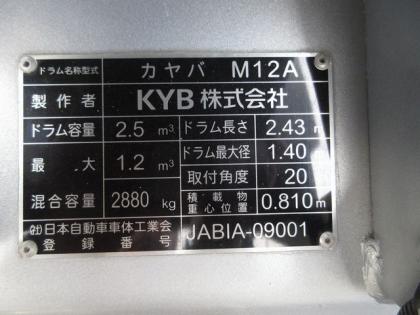 ドラム名称型式 カヤバ M12A
製作者 KYB株式会社
ドラム容量 2.5 m³ ドラム長さ 2.43 m
最大 1.2 m³ ドラム最大径 1.40 m
混合容量 2880 kg 取付角度 20
積載物重心位置 0.810m
(社)日本自動車車体工業会
登録番号 JABIA-09001